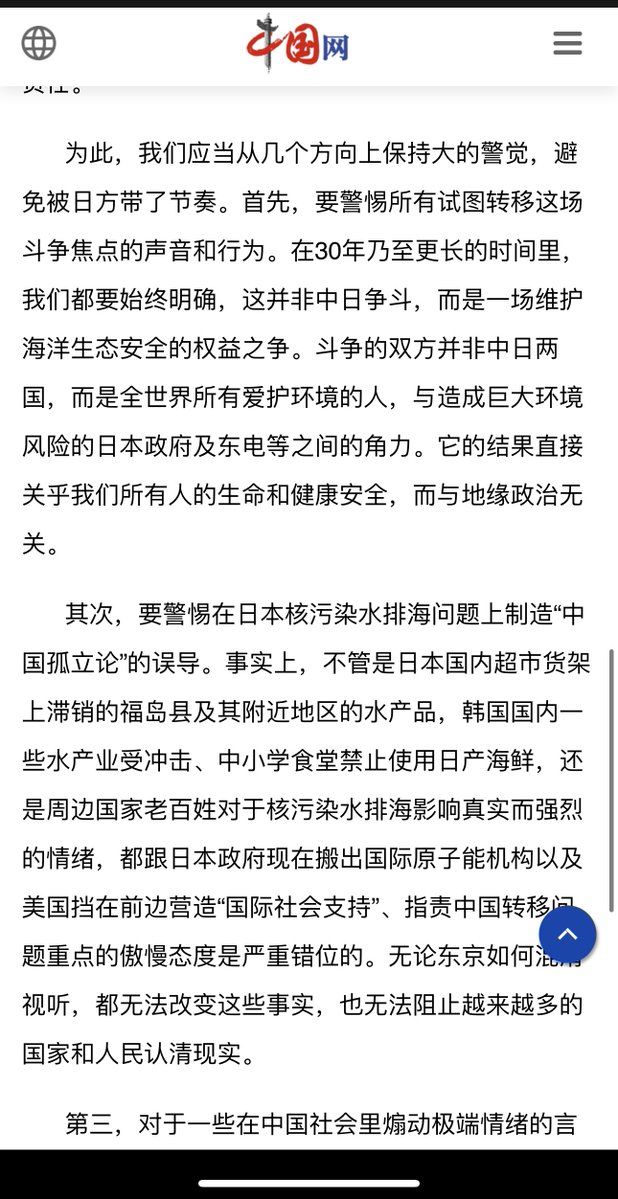 中国网
责任。
为此，我们应当从几个方向上保持大的警觉，避
免被日方带了节奏。首先，要警惕所有试图转移这场
斗争焦点的声音和行为。在30年乃至更长的时间里，
我们都要始终明确，这并非中日争斗，而是一场维护
海洋生态安全的权益之争。斗争的双方并非中日两
国，而是全世界所有爱护环境的人，与造成巨大环境
风险的日本政府及东电等之间的角力。它的结果直接
关乎我们所有人的生命和健康安全，而与地缘政治无
关。
其次，要警惕在日本核污染水排海问题上制造“中
国孤立论”的误导。事实上，不管是日本国内超市货架
上滞销的福岛县及其附近地区的水产品，韩国国内一
些水产业受冲击、中小学食堂禁止使用日产海鲜，还
是周边国家老百姓对于核污染水排海影响真实而强烈
的情绪，都跟日本政府现在搬出国际原子能机构以及
美国挡在前边营造“国际社会支持”、指责中国转移问
题重点的傲慢态度是严重错位的。无论东京如何混淆
视听，都无法改变这些事实，也无法阻止越来越多的
国家和人民认清现实。
第三，对于一些在中国社会里煽动极端情绪的言